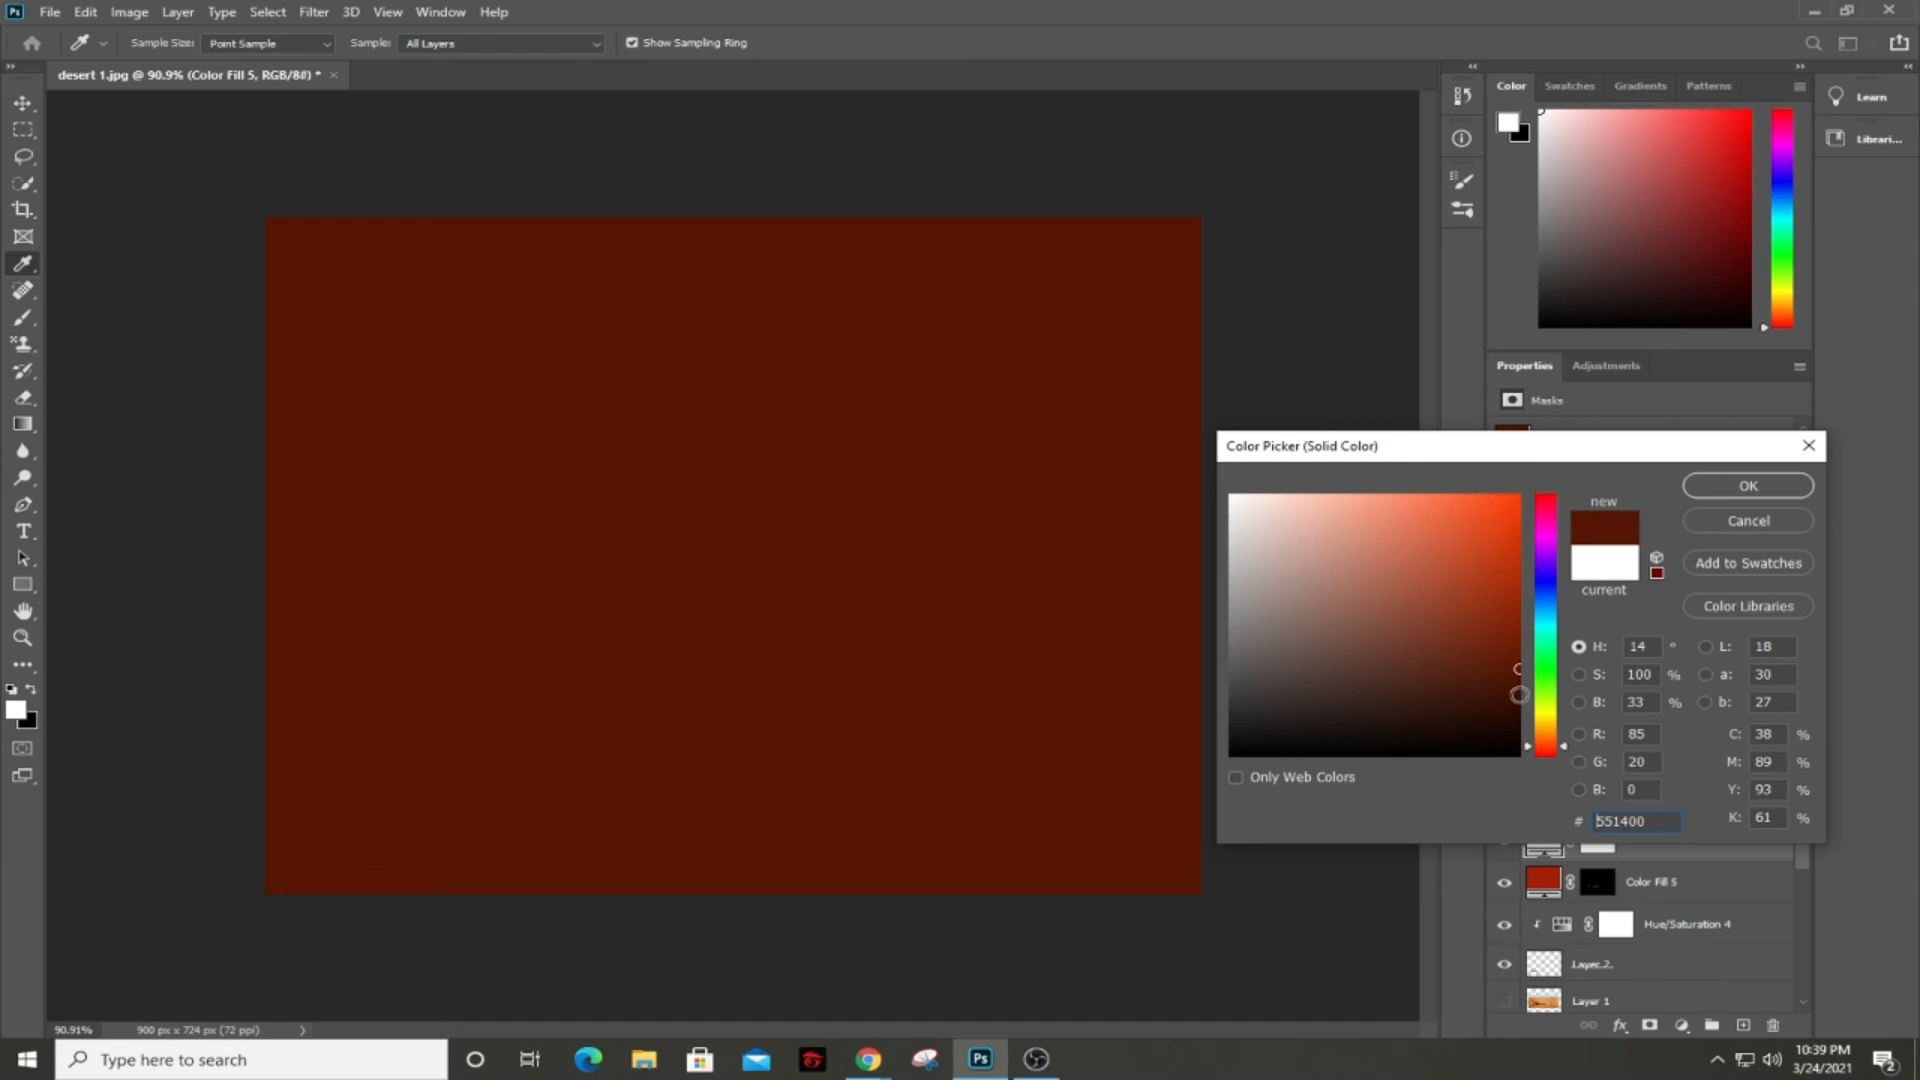 Ps File Edit Image Layer Type Select Filter 3D View Window Help
Sample Size: Point Sample Sample: All Layers Show Sampling Ring
desert 1.jpg @ 90.9% (Color Fill 5, RGB/8#) * ×
Color Swatches Gradients Patterns
Learn
Librari...
Properties Adjustments
Masks
Color Picker (Solid Color)
new
current
OK
Cancel
Add to Swatches
Color Libraries
H: 14 ° L: 18
S: 100 % a: 30
B: 33 % b: 27
R: 85 C: 38 %
G: 20 M: 89 %
B: 0 Y: 93 %
# 551400 K: 61 %
Only Web Colors
Color Fill 5
Hue/Saturation 4
Layer 2
Layer 1
fx
90.91% 900 px x 724 px (72 ppi)
Type here to search
Ps
10:39 PM
3/24/2021
2